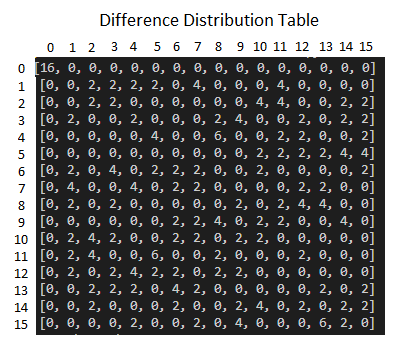 Difference Distribution Table
0 1 2 3 4 5 6 7 8 9 10 11 12 13 14 15
0 [16, 0, 0, 0, 0, 0, 0, 0, 0, 0, 0, 0, 0, 0, 0, 0]
1 [0, 0, 2, 2, 2, 2, 0, 4, 0, 0, 0, 4, 0, 0, 0, 0]
2 [0, 0, 2, 2, 0, 0, 0, 0, 0, 0, 4, 4, 0, 0, 2, 2]
3 [0, 2, 0, 0, 2, 0, 0, 0, 2, 4, 0, 0, 2, 0, 2, 2]
4 [0, 0, 0, 0, 0, 4, 0, 0, 6, 0, 0, 2, 2, 0, 0, 2]
5 [0, 0, 0, 0, 0, 0, 0, 0, 0, 0, 2, 2, 2, 2, 4, 4]
6 [0, 2, 0, 4, 0, 2, 2, 2, 0, 0, 2, 0, 0, 0, 0, 2]
7 [0, 4, 0, 0, 4, 0, 2, 2, 0, 0, 0, 0, 2, 2, 0, 0]
8 [0, 2, 0, 2, 0, 0, 0, 0, 0, 2, 0, 2, 4, 4, 0, 0]
9 [0, 0, 0, 0, 0, 0, 2, 2, 4, 0, 2, 2, 0, 0, 4, 0]
10 [0, 2, 4, 2, 0, 0, 2, 2, 0, 2, 2, 0, 0, 0, 0, 0]
11 [0, 2, 4, 0, 0, 6, 0, 0, 2, 0, 0, 0, 2, 0, 0, 0]
12 [0, 2, 0, 2, 4, 2, 2, 0, 2, 2, 0, 0, 0, 0, 0, 0]
13 [0, 0, 2, 2, 2, 0, 4, 2, 0, 0, 0, 0, 0, 2, 0, 2]
14 [0, 0, 2, 0, 0, 0, 2, 0, 0, 2, 4, 0, 2, 0, 2, 2]
15 [0, 0, 0, 0, 2, 0, 0, 2, 0, 4, 0, 0, 0, 6, 2, 0]